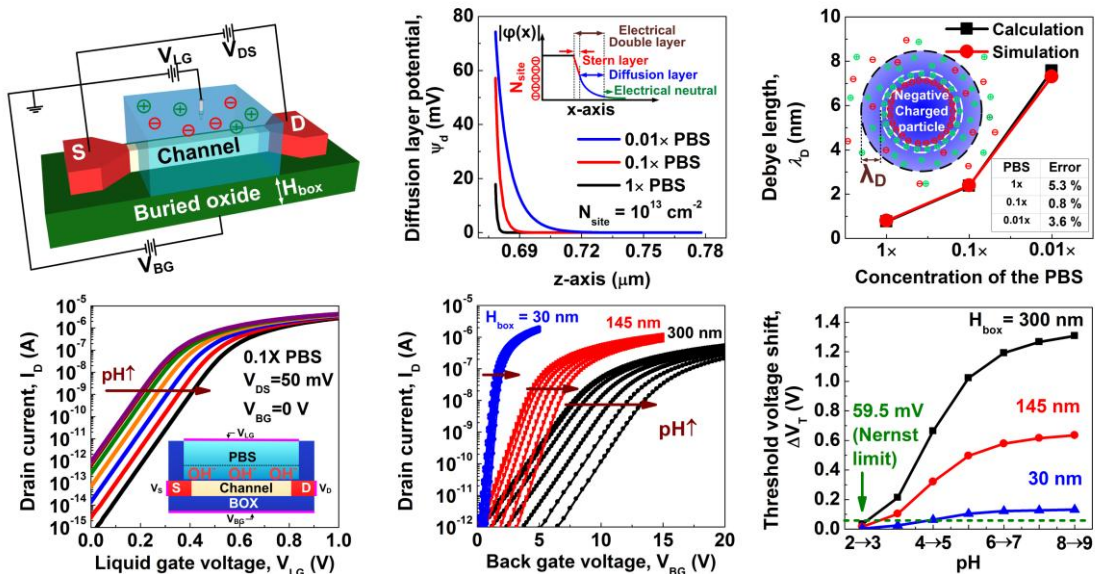 V_DS
V_LG
S
D
Channel
H_box
Buried oxide
V_BG
Diffusion layer potential,
Ψ_d (mV)
80
60
40
20
0
0.69
0.72
0.75
0.78
z-axis (μm)
|φ(x)|
Electrical
Double layer
Stern layer
Diffusion layer
Electrical neutral
N_site
x-axis
0.01× PBS
0.1× PBS
1× PBS
N_site = 10^13 cm^-2
Debye length,
λ_D (nm)
10
8
6
4
2
0
Calculation
Simulation
Negative
Charged
particle
λ_D
PBS Error
1x 5.3 %
0.1x 0.8 %
0.01x 3.6 %
1×
0.1×
0.01×
Concentration of the PBS
Drain current, I_D (A)
10^-5
10^-6
10^-7
10^-8
10^-9
10^-10
10^-11
10^-12
10^-13
10^-14
10^-15
pH↑
0.1X PBS
V_DS=50 mV
V_BG=0 V
V_LG
PBS
OH^- OH^- OH^-
V_S
S
Channel
D
V_D
BOX
V_BG
0.0
0.2
0.4
0.6
0.8
1.0
Liquid gate voltage, V_LG (V)
Drain current, I_D (A)
10^-5
10^-6
10^-7
10^-8
10^-9
10^-10
10^-11
10^-12
H_box = 30 nm
145 nm
300 nm
pH↑
0
5
10
15
20
Back gate voltage, V_BG (V)
Threshold voltage shift,
ΔV_T (V)
1.4
1.2
1.0
0.8
0.6
0.4
0.2
0.0
H_box = 300 nm
145 nm
30 nm
59.5 mV
(Nernst
limit)
2→3
4→5
6→7
8→9
pH